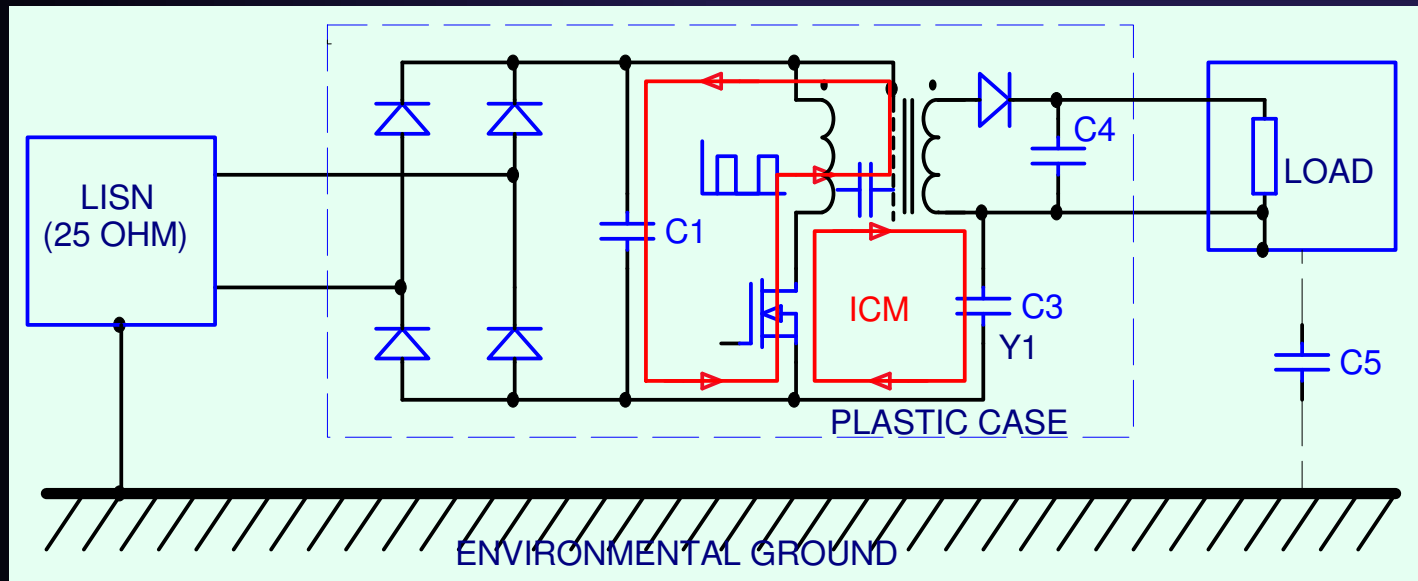 LISN
(25 OHM)
C1
ICM
C3
Y1
C4
LOAD
C5
PLASTIC CASE
ENVIRONMENTAL GROUND